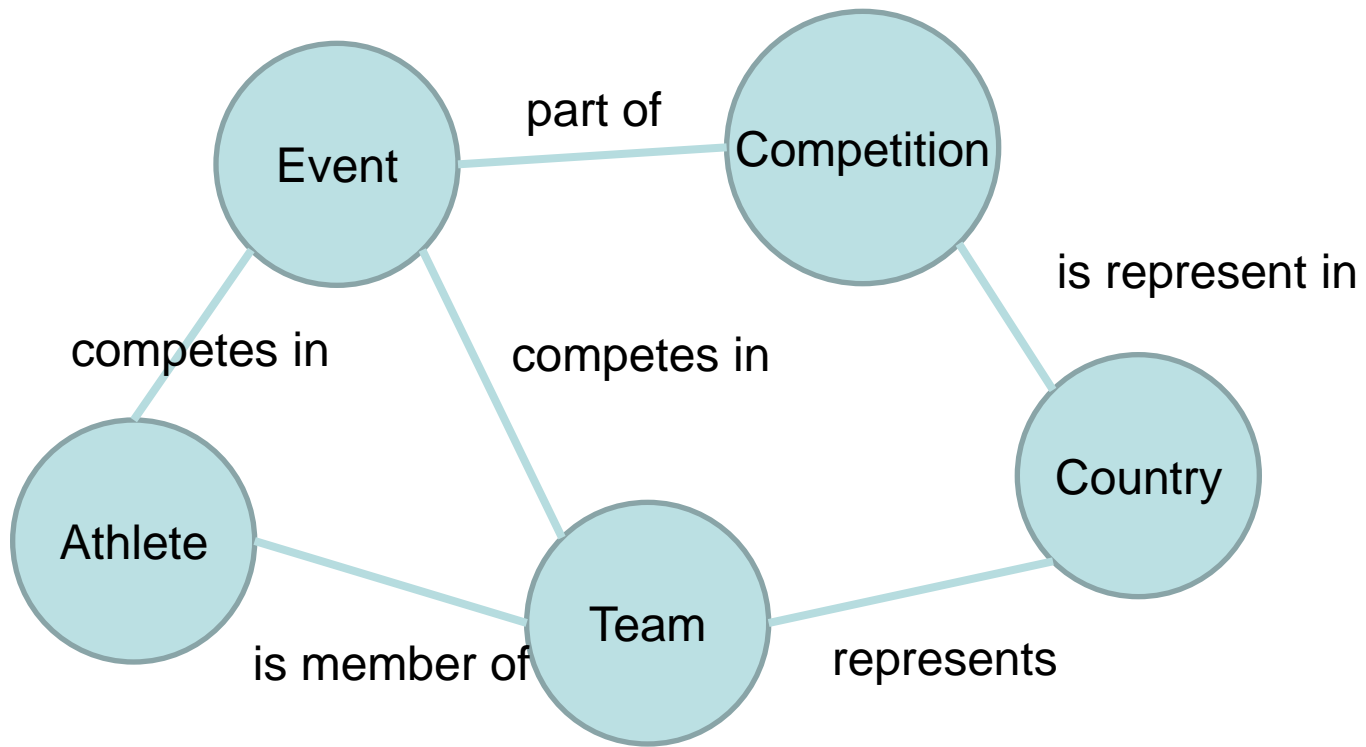 part of
Event
Competition
is represent in
competes in
competes in
Country
Athlete
Team
is member of
represents